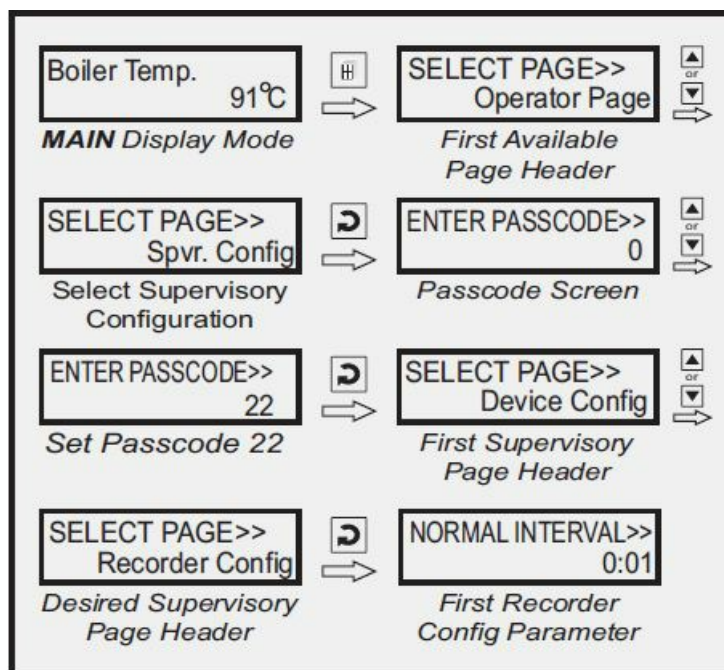 Boiler Temp.
91°C
MAIN Display Mode
SELECT PAGE>>
Operator Page
First Available
Page Header
or
SELECT PAGE>>
Spvr. Config
Select Supervisory
Configuration
ENTER PASSCODE>>
0
Passcode Screen
or
ENTER PASSCODE>>
22
Set Passcode 22
SELECT PAGE>>
Device Config
First Supervisory
Page Header
or
SELECT PAGE>>
Recorder Config
Desired Supervisory
Page Header
NORMAL INTERVAL>>
0:01
First Recorder
Config Parameter